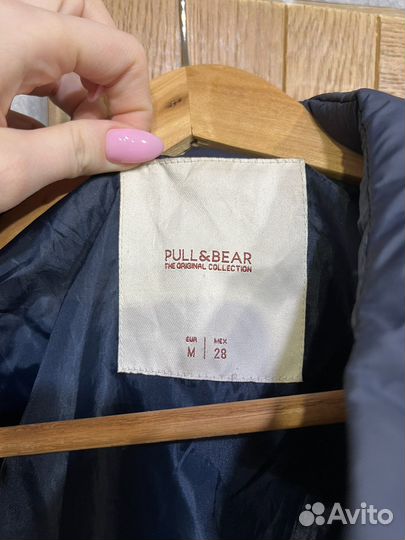 PULL&BEAR
THE ORIGINAL COLLECTION
EUR | MEX
M | 28
Avito